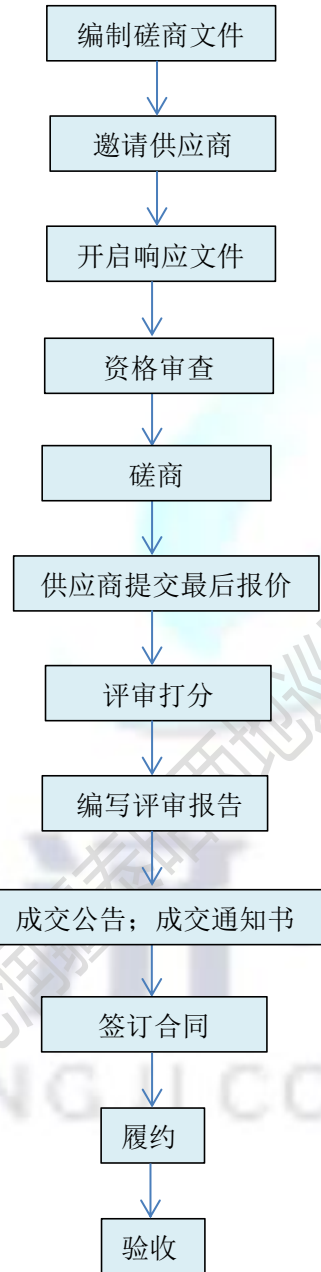 编制磋商文件
邀请供应商
开启响应文件
资格审查
磋商
供应商提交最后报价
评审打分
编写评审报告
成交公告；成交通知书
签订合同
履约
验收